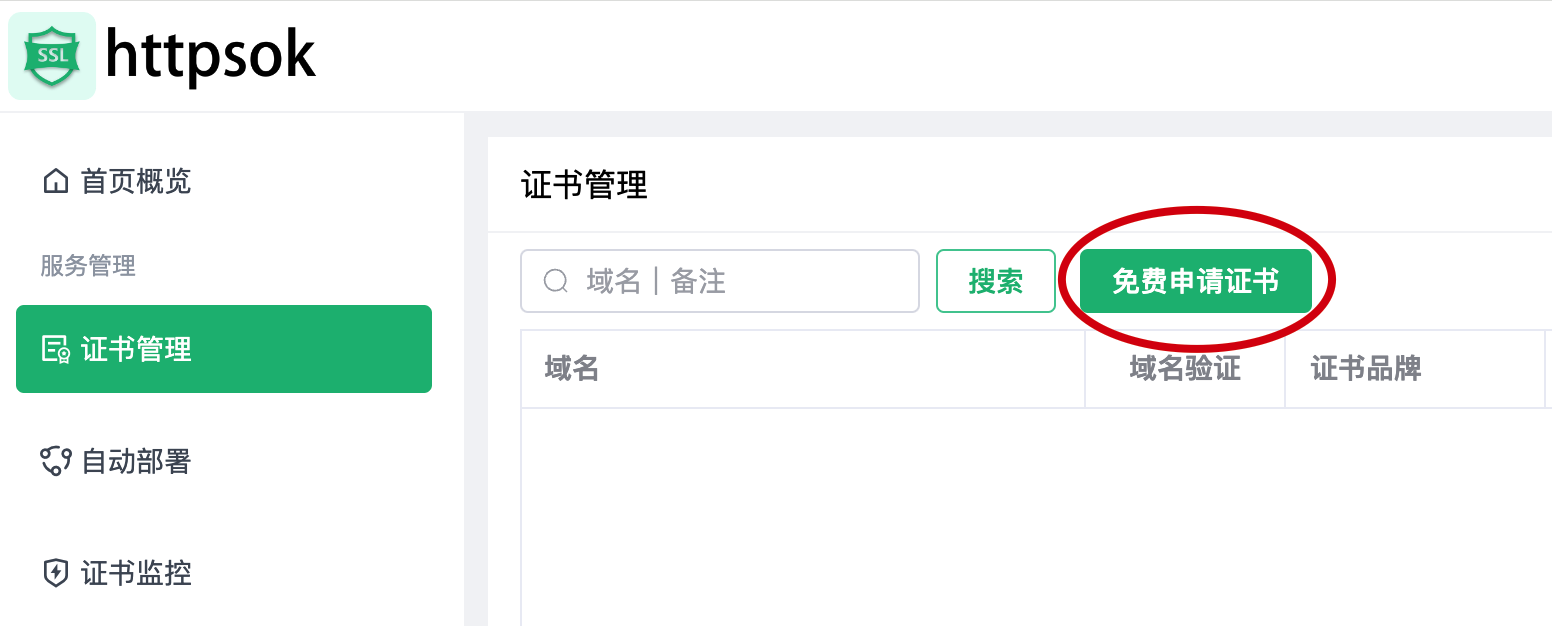 SSL httpsok
首页概览
服务管理
证书管理
自动部署
证书监控
证书管理
域名 | 备注 搜索 免费申请证书
域名 域名验证 证书品牌